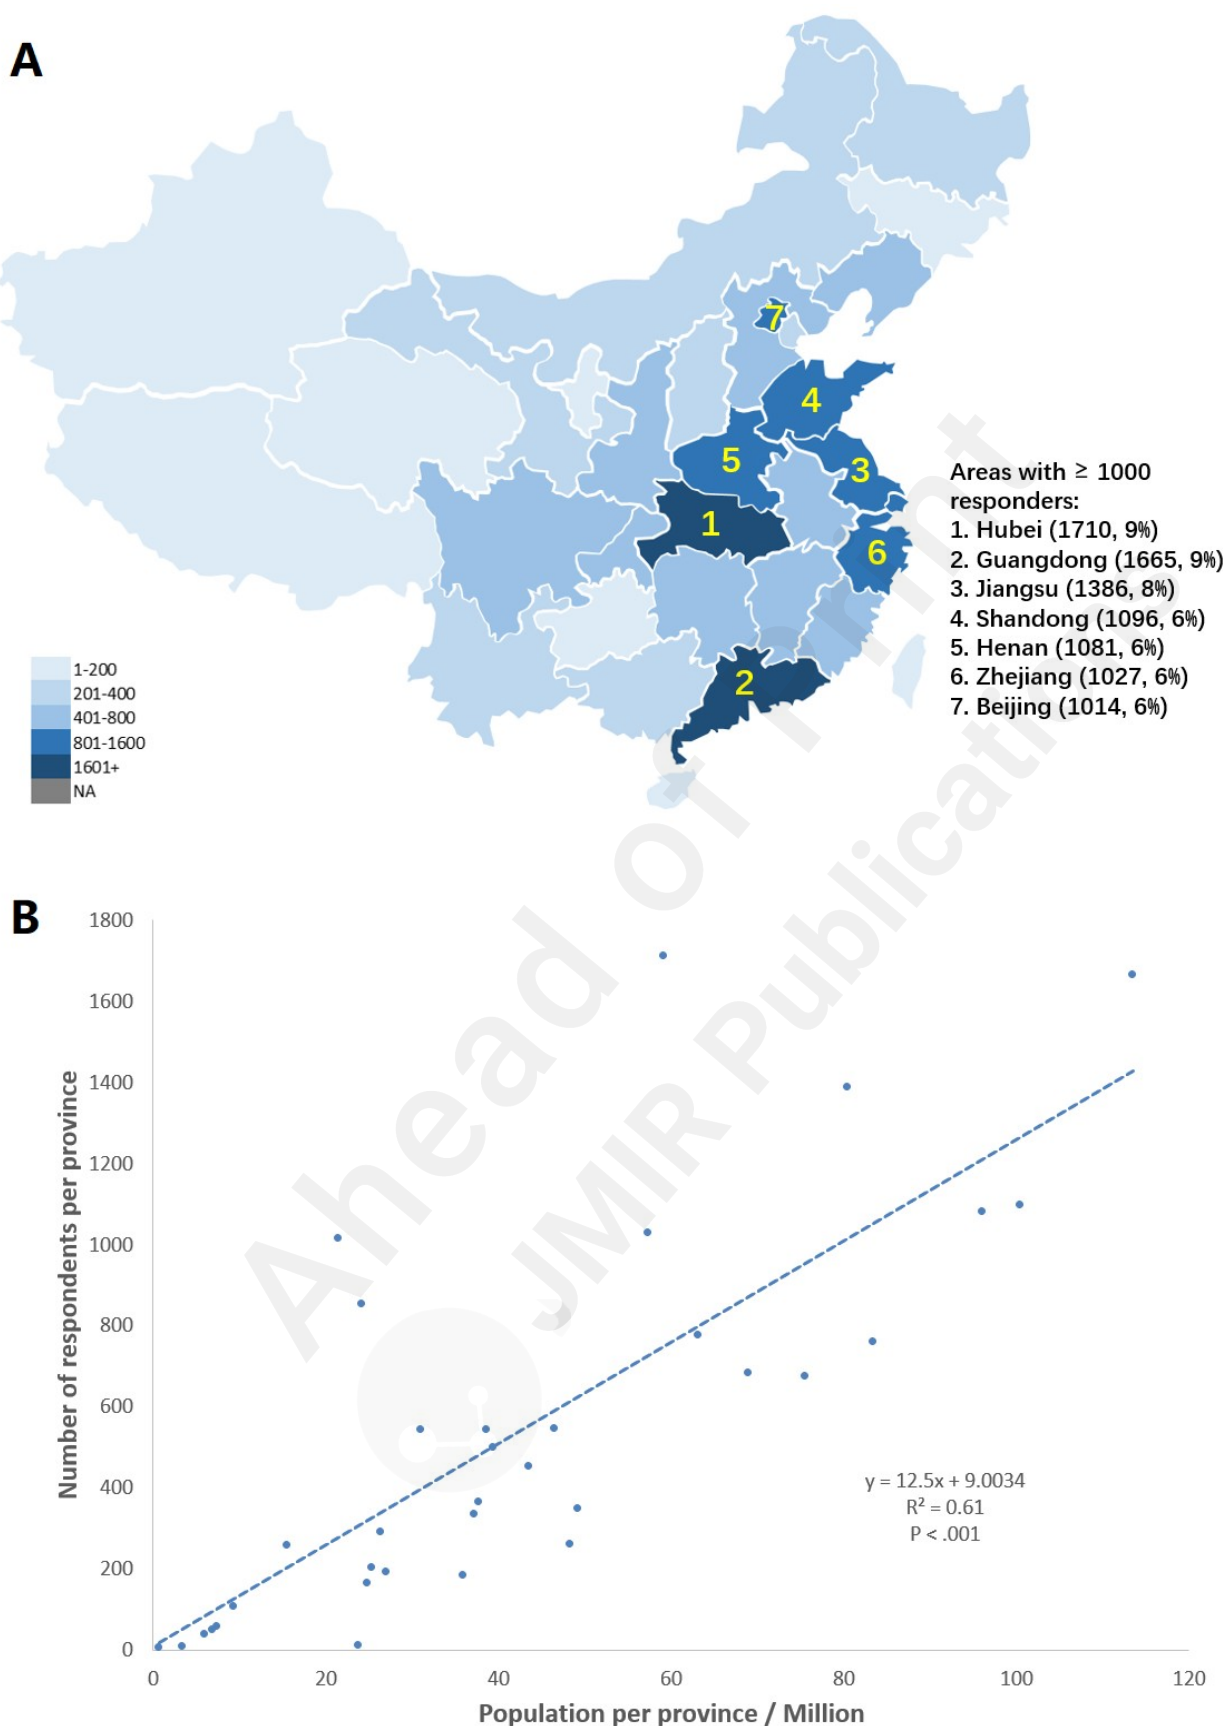 A
7
4
5
3
1
6
2
Areas with ≥ 1000
responders:
1. Hubei (1710, 9%)
2. Guangdong (1665, 9%)
3. Jiangsu (1386, 8%)
4. Shandong (1096, 6%)
5. Henan (1081, 6%)
6. Zhejiang (1027, 6%)
7. Beijing (1014, 6%)
1-200
201-400
401-800
801-1600
1601+
NA
B
1800
1600
1400
1200
1000
800
600
400
200
0
Number of respondents per province
y = 12.5x + 9.0034
R² = 0.61
P < .001
0 20 40 60 80 100 120
Population per province / Million
Ahead of Print
JMIR Publications